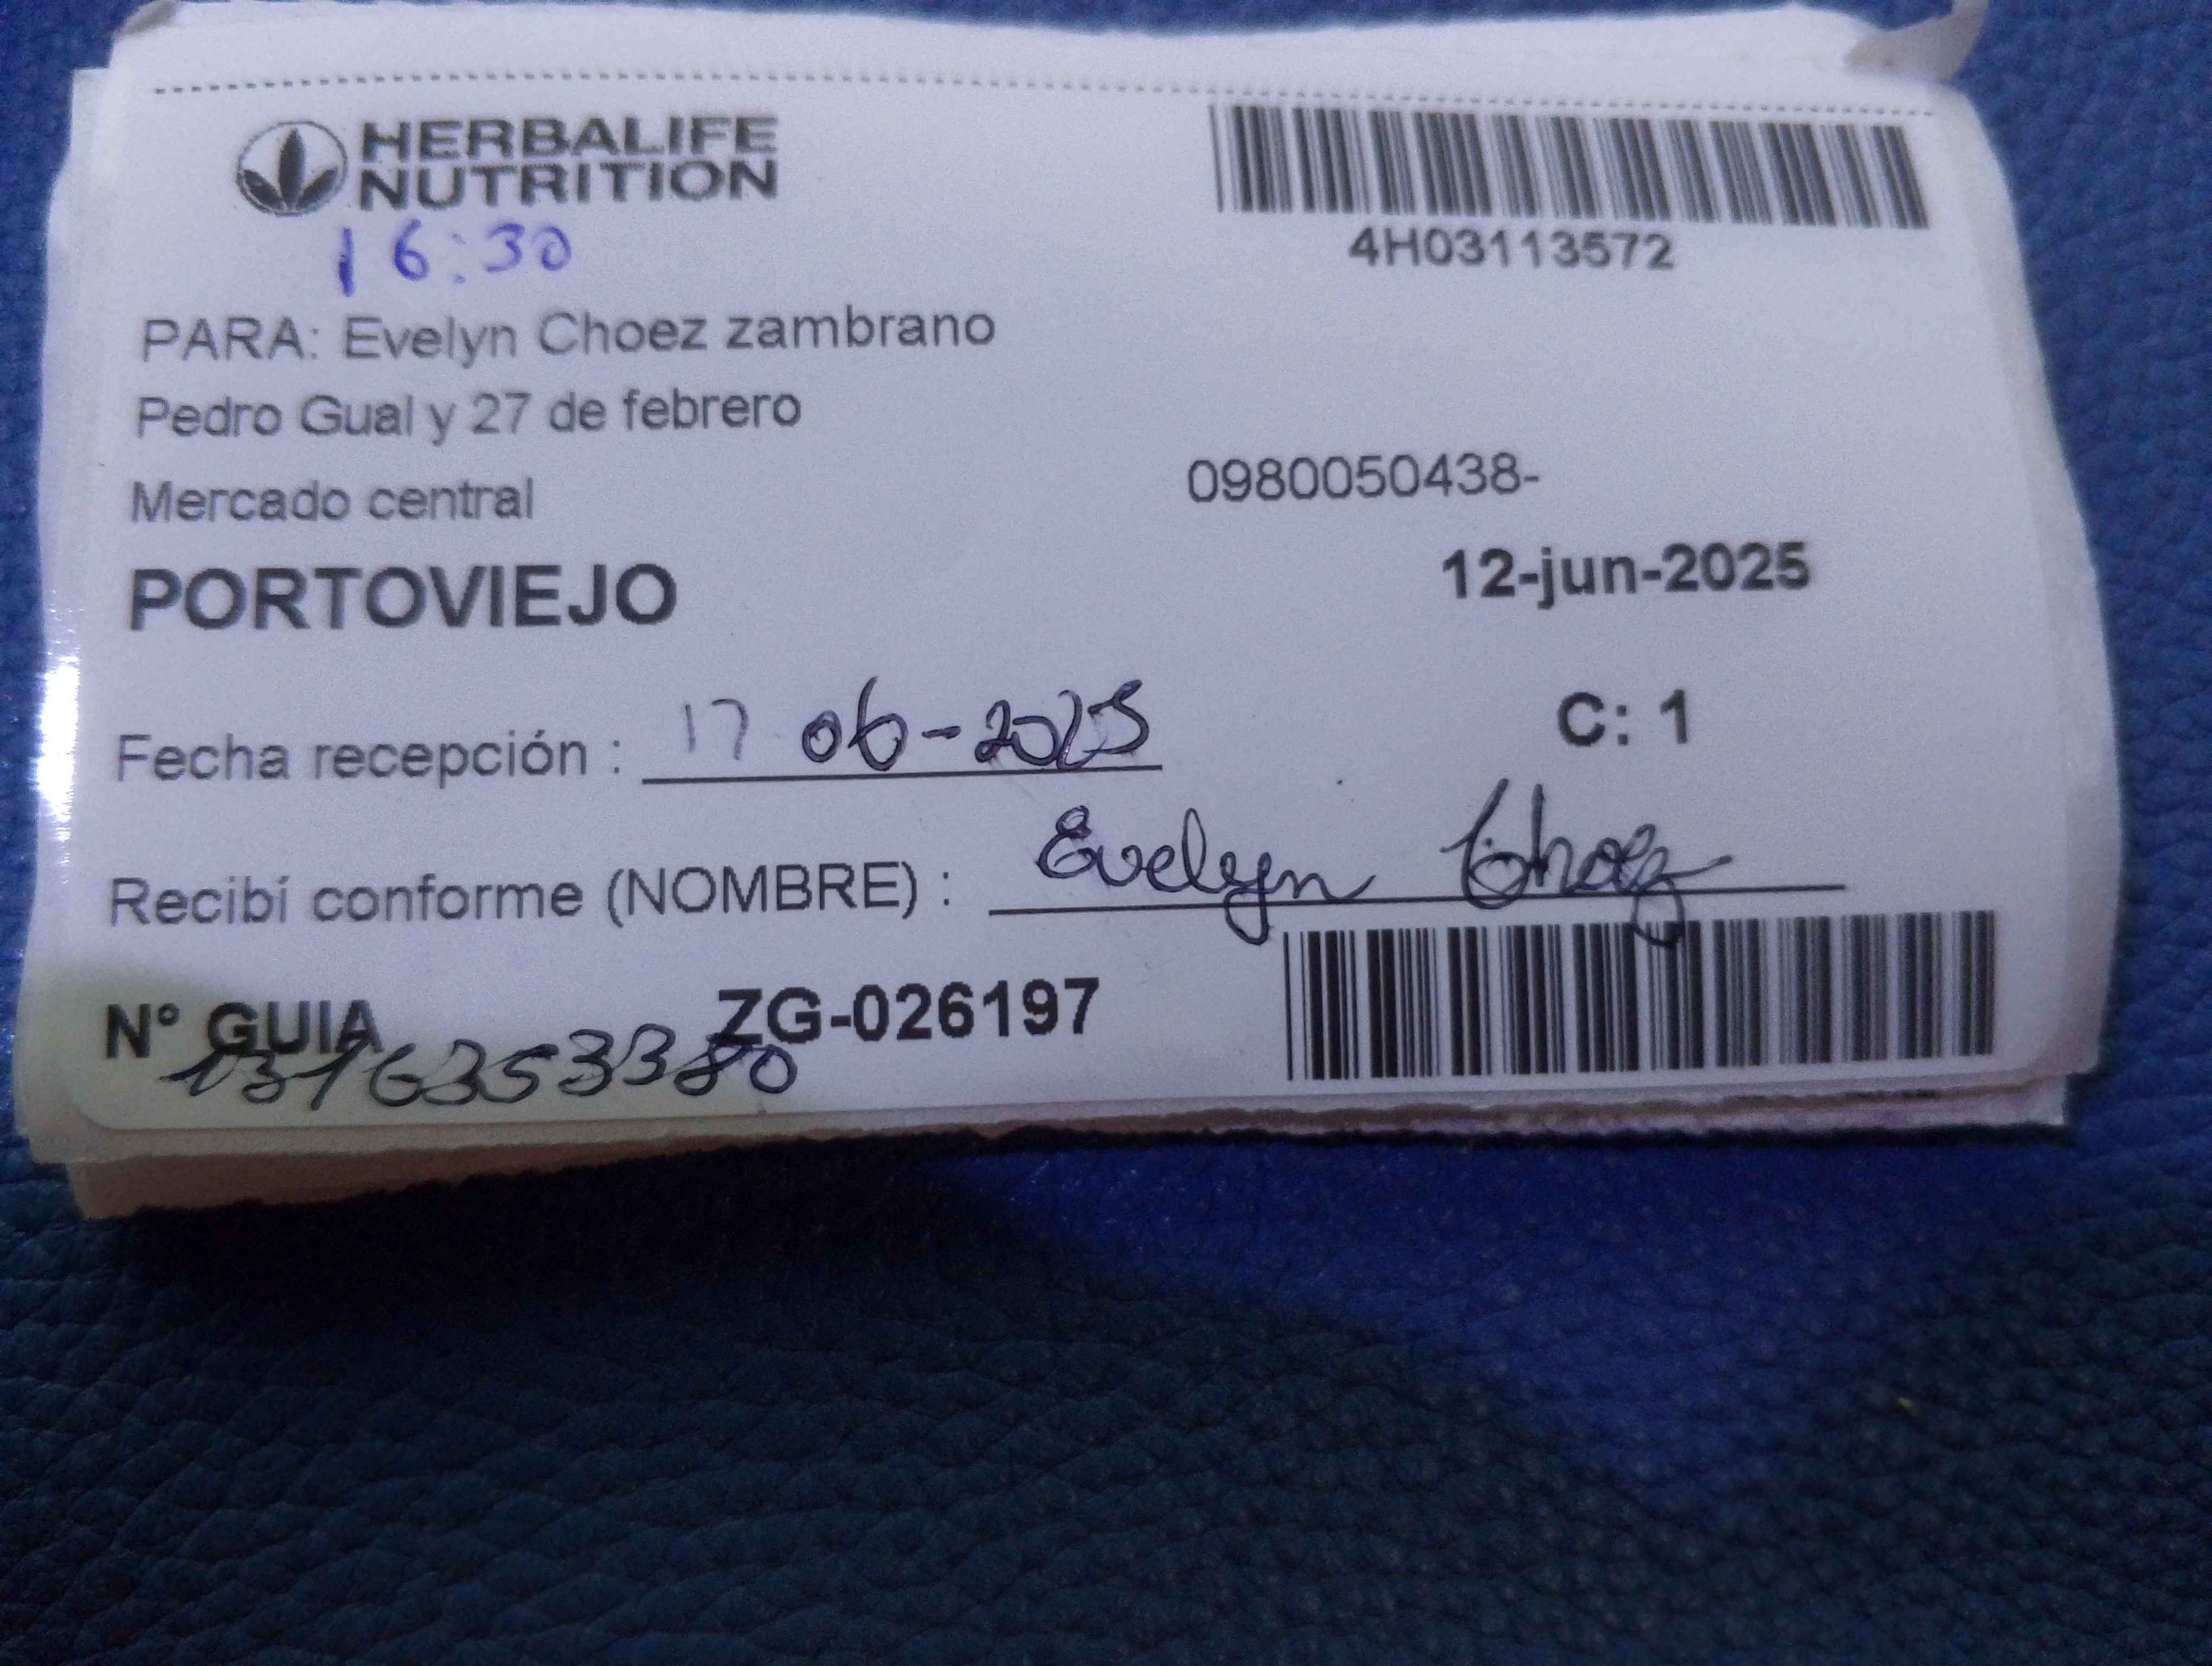 HERBALIFE
NUTRITION
4H03113572
16:30
PARA: Evelyn Choez zambrano
Pedro Gual y 27 de febrero
Mercado central
0980050438-
PORTOVIEJO
12-jun-2025
C: 1
Fecha recepción : 17 06-2025
Recibí conforme (NOMBRE) : Evelyn Choez
N° GUIA ZG-026197
1316353380